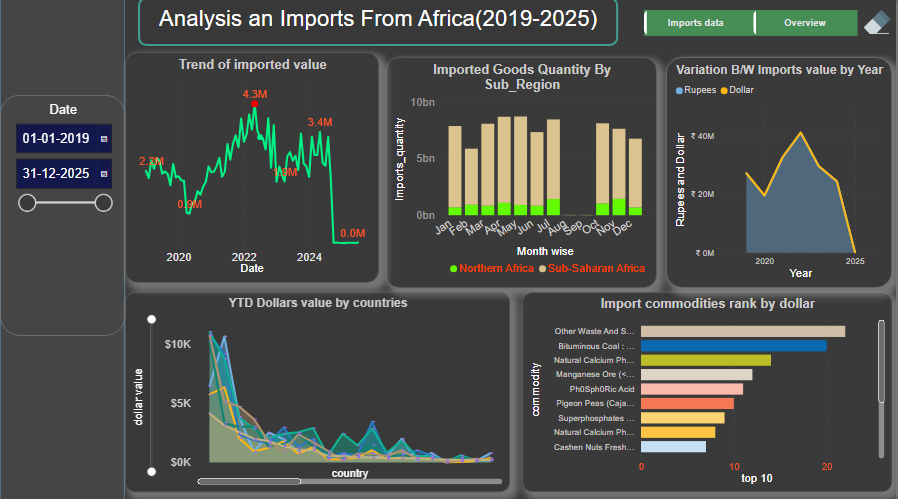 Analysis an Imports From Africa(2019-2025)
Imports data
Overview
Date
01-01-2019
31-12-2025
Trend of imported value
4.3M
3.4M
0.9M
0.0M
2020
2022
2024
Date
Imported Goods Quantity By
Sub_Region
Imports_quantity
10bn
5bn
0bn
Jan
Feb
Mar
Apr
May
Jun
Jul
Aug
Sep
Oct
Nov
Dec
Month wise
Northern Africa
Sub-Saharan Africa
Variation B/W Imports value by Year
Rupees
Dollar
Rupees and Dollar
₹ 40M
₹ 20M
₹ 0M
2020
2025
Year
YTD Dollars value by countries
dollar value
$10K
$5K
$0K
country
Import commodities rank by dollar
commodity
Other Waste And S...
Bituminous Coal : ...
Natural Calcium Ph...
Manganese Ore (<...
Ph0Sph0Ric Acid
Pigeon Peas (Caja...
Superphosphates ...
Natural Calcium Ph...
Cashen Nuts Fresh...
0
10
20
top 10